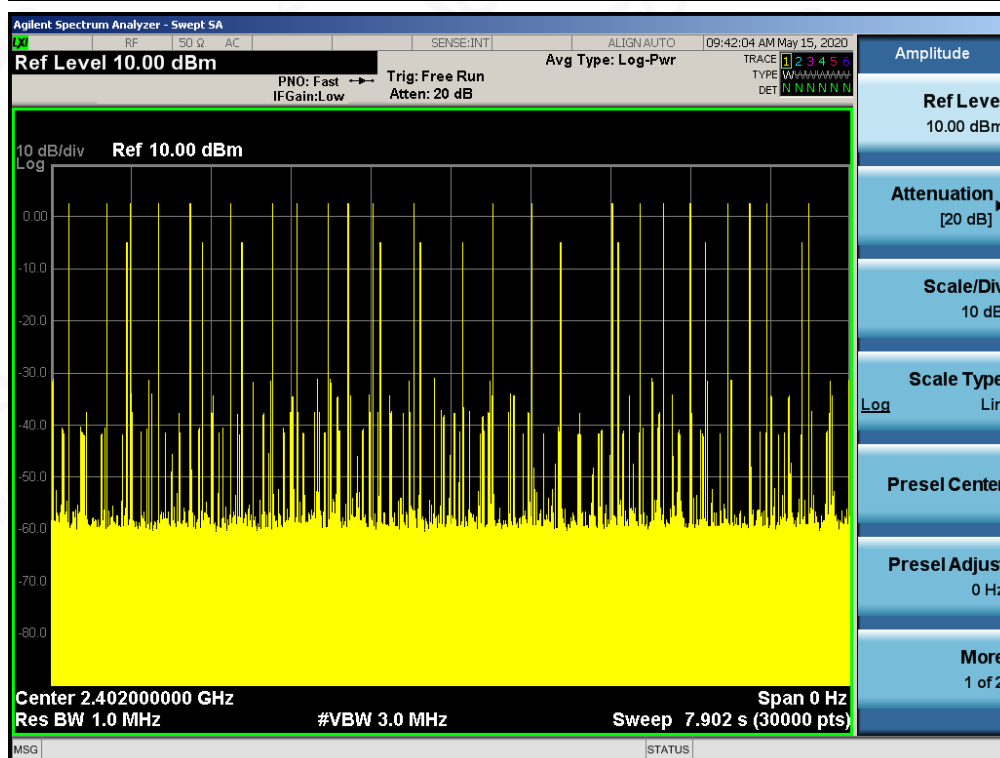 Agilent Spectrum Analyzer - Swept SA
LXI RF 50 Ω AC SENSE:INT ALIGNAUTO 09:42:04 AM May 15, 2020
Ref Level 10.00 dBm
PNO: Fast
IFGain:Low
Trig: Free Run
Atten: 20 dB
Avg Type: Log-Pwr
TRACE 1 2 3 4 5 6
TYPE W
DET N N N N N N
10 dB/div Ref 10.00 dBm
Log
0.00
-10.0
-20.0
-30.0
-40.0
-50.0
-60.0
-70.0
-80.0
Center 2.402000000 GHz Span 0 Hz
Res BW 1.0 MHz #VBW 3.0 MHz Sweep 7.902 s (30000 pts)
MSG STATUS
Amplitude
Ref Leve
10.00 dBm
Attenuation
[20 dB]
Scale/Div
10 dB
Scale Type
Log Lin
Presel Center
Presel Adjus
0 Hz
More
1 of 2